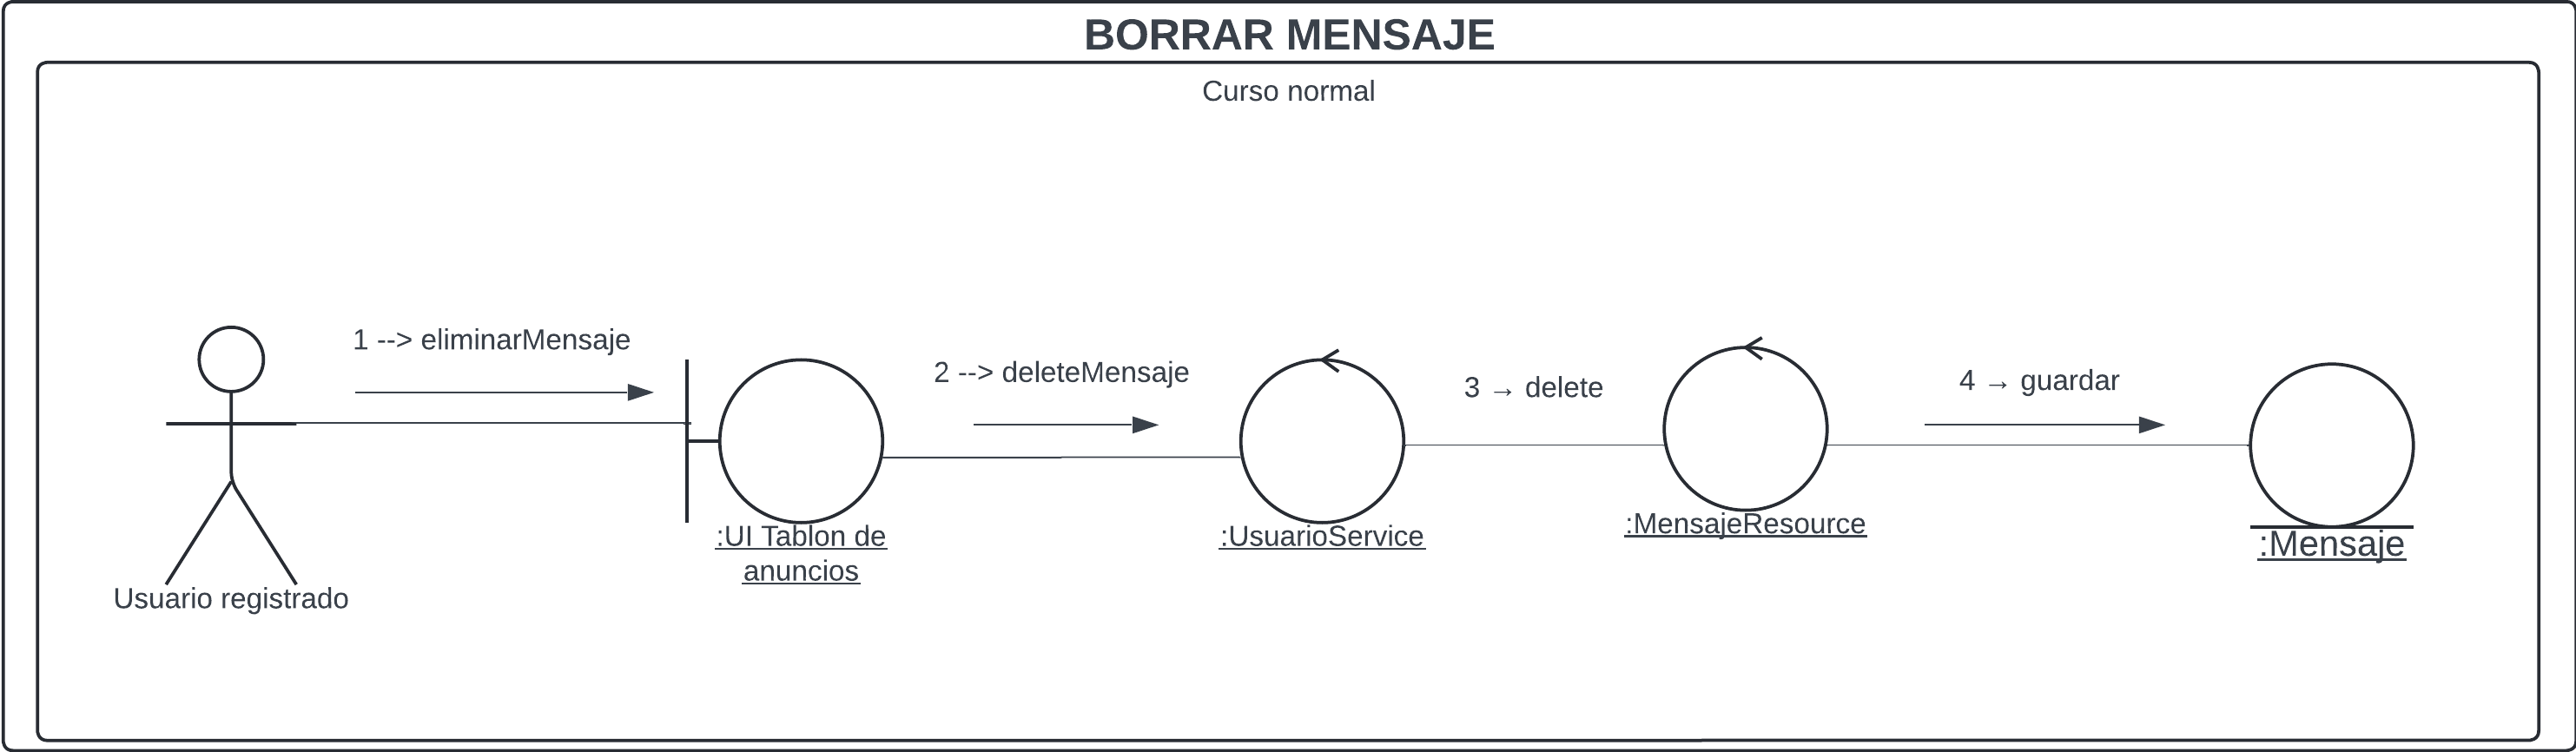 BORRAR MENSAJE
Curso normal
1 --> eliminarMensaje
2 --> deleteMensaje
3 → delete
4 → guardar
:UI Tablon de
anuncios
:UsuarioService
:MensajeResource
:Mensaje
Usuario registrado